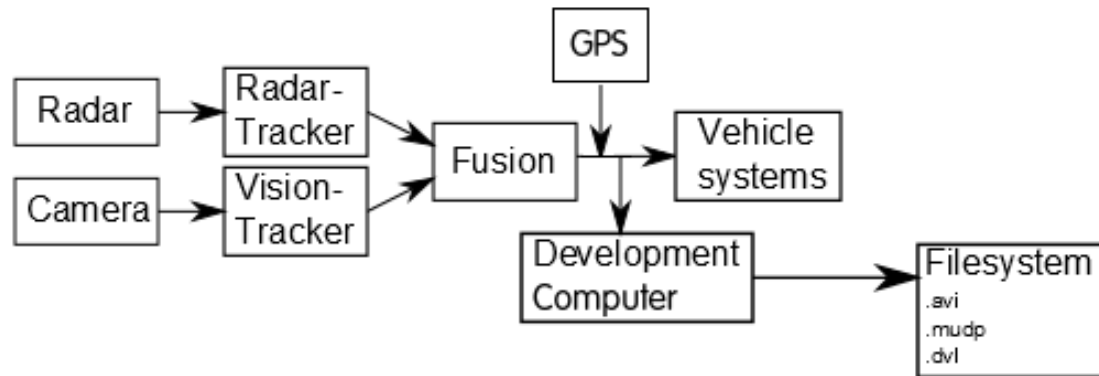 GPS
Radar
Radar-
Tracker
Camera
Vision-
Tracker
Fusion
Vehicle
systems
Development
Computer
Filesystem
.avi
.mudp
.dvl